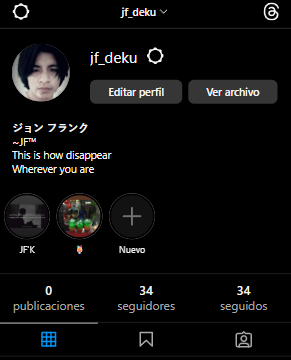 jf_deku
jf_deku
Editar perfil
Ver archivo
ジョン フランク
~JF™
This is how disappear
Wherever you are
JF'K
Nuevo
0
publicaciones
34
seguidores
34
seguidos